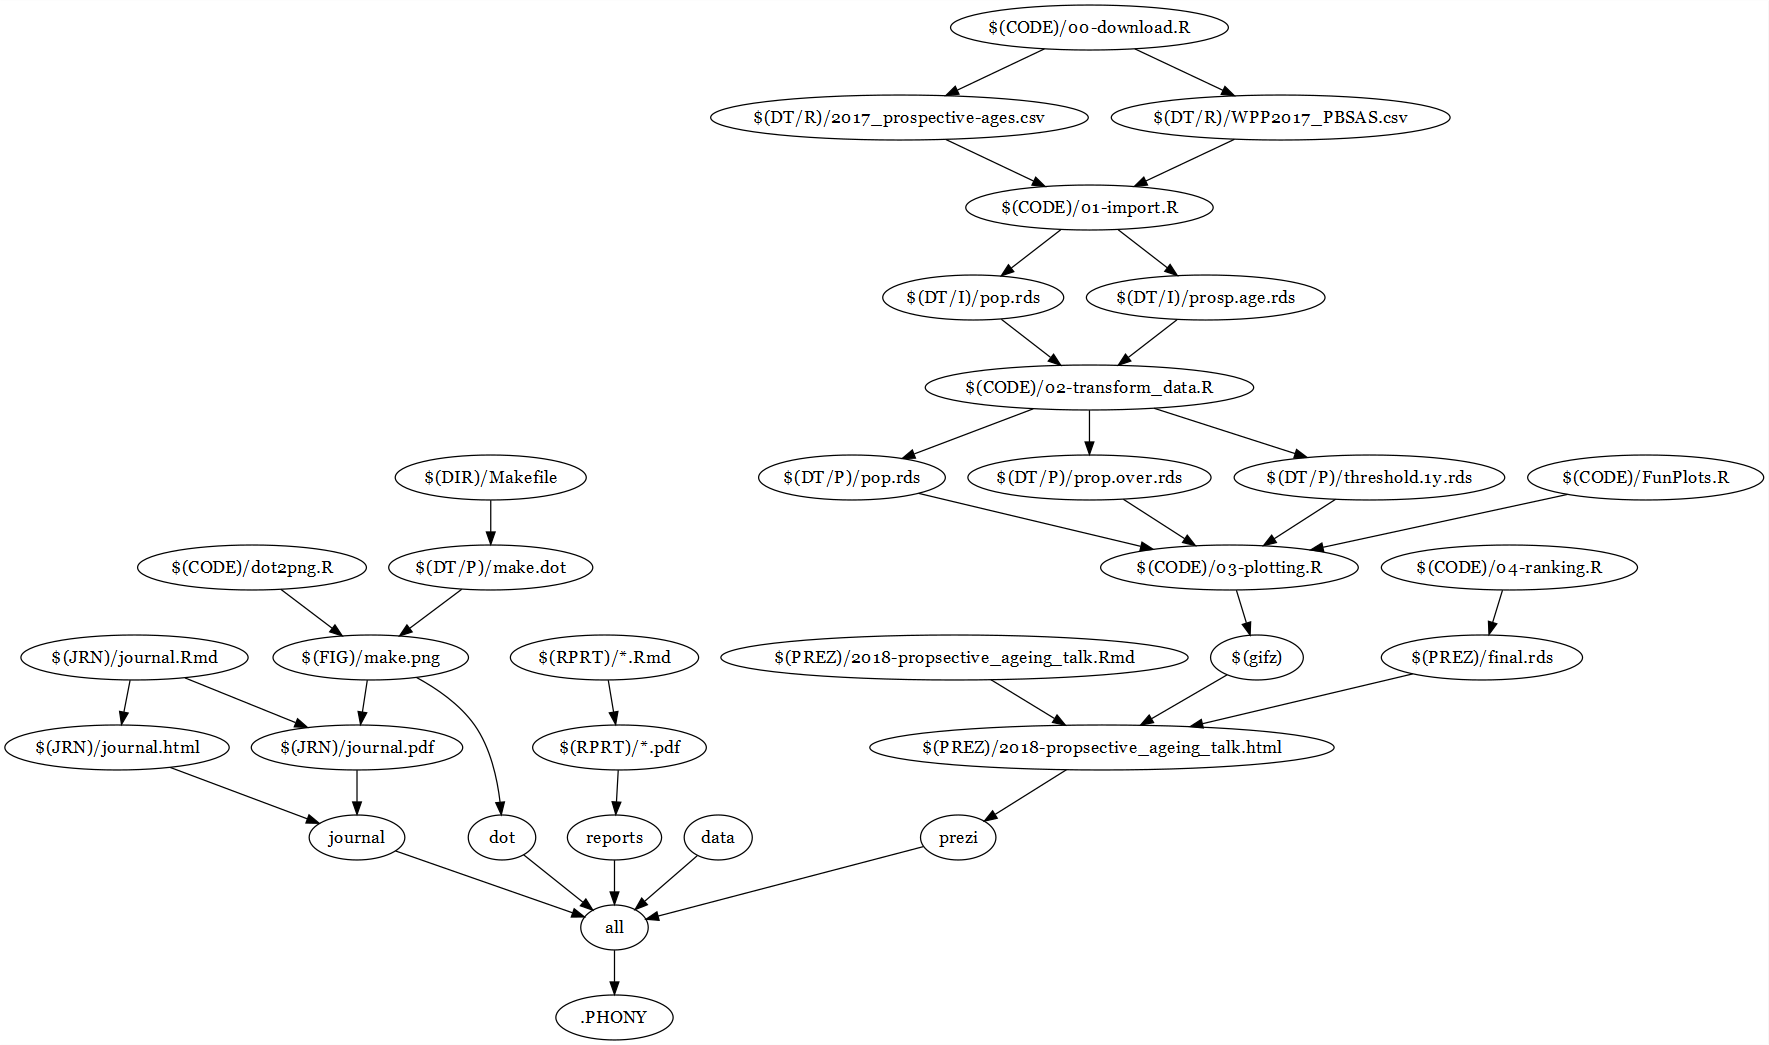 $(CODE)/00-download.R
$(DT/R)/2017_prospective-ages.csv
$(DT/R)/WPP2017_PBSAS.csv
$(CODE)/01-import.R
$(DT/I)/pop.rds
$(DT/I)/prosp.age.rds
$(CODE)/02-transform_data.R
$(DIR)/Makefile
$(DT/P)/pop.rds
$(DT/P)/prop.over.rds
$(DT/P)/threshold.1y.rds
$(CODE)/FunPlots.R
$(CODE)/dot2png.R
$(DT/P)/make.dot
$(CODE)/03-plotting.R
$(CODE)/04-ranking.R
$(JRN)/journal.Rmd
$(FIG)/make.png
$(RPRT)/*.Rmd
$(PREZ)/2018-propsective_ageing_talk.Rmd
$(gifz)
$(PREZ)/final.rds
$(JRN)/journal.html
$(JRN)/journal.pdf
$(RPRT)/*.pdf
$(PREZ)/2018-propsective_ageing_talk.html
journal
dot
reports
data
prezi
all
.PHONY